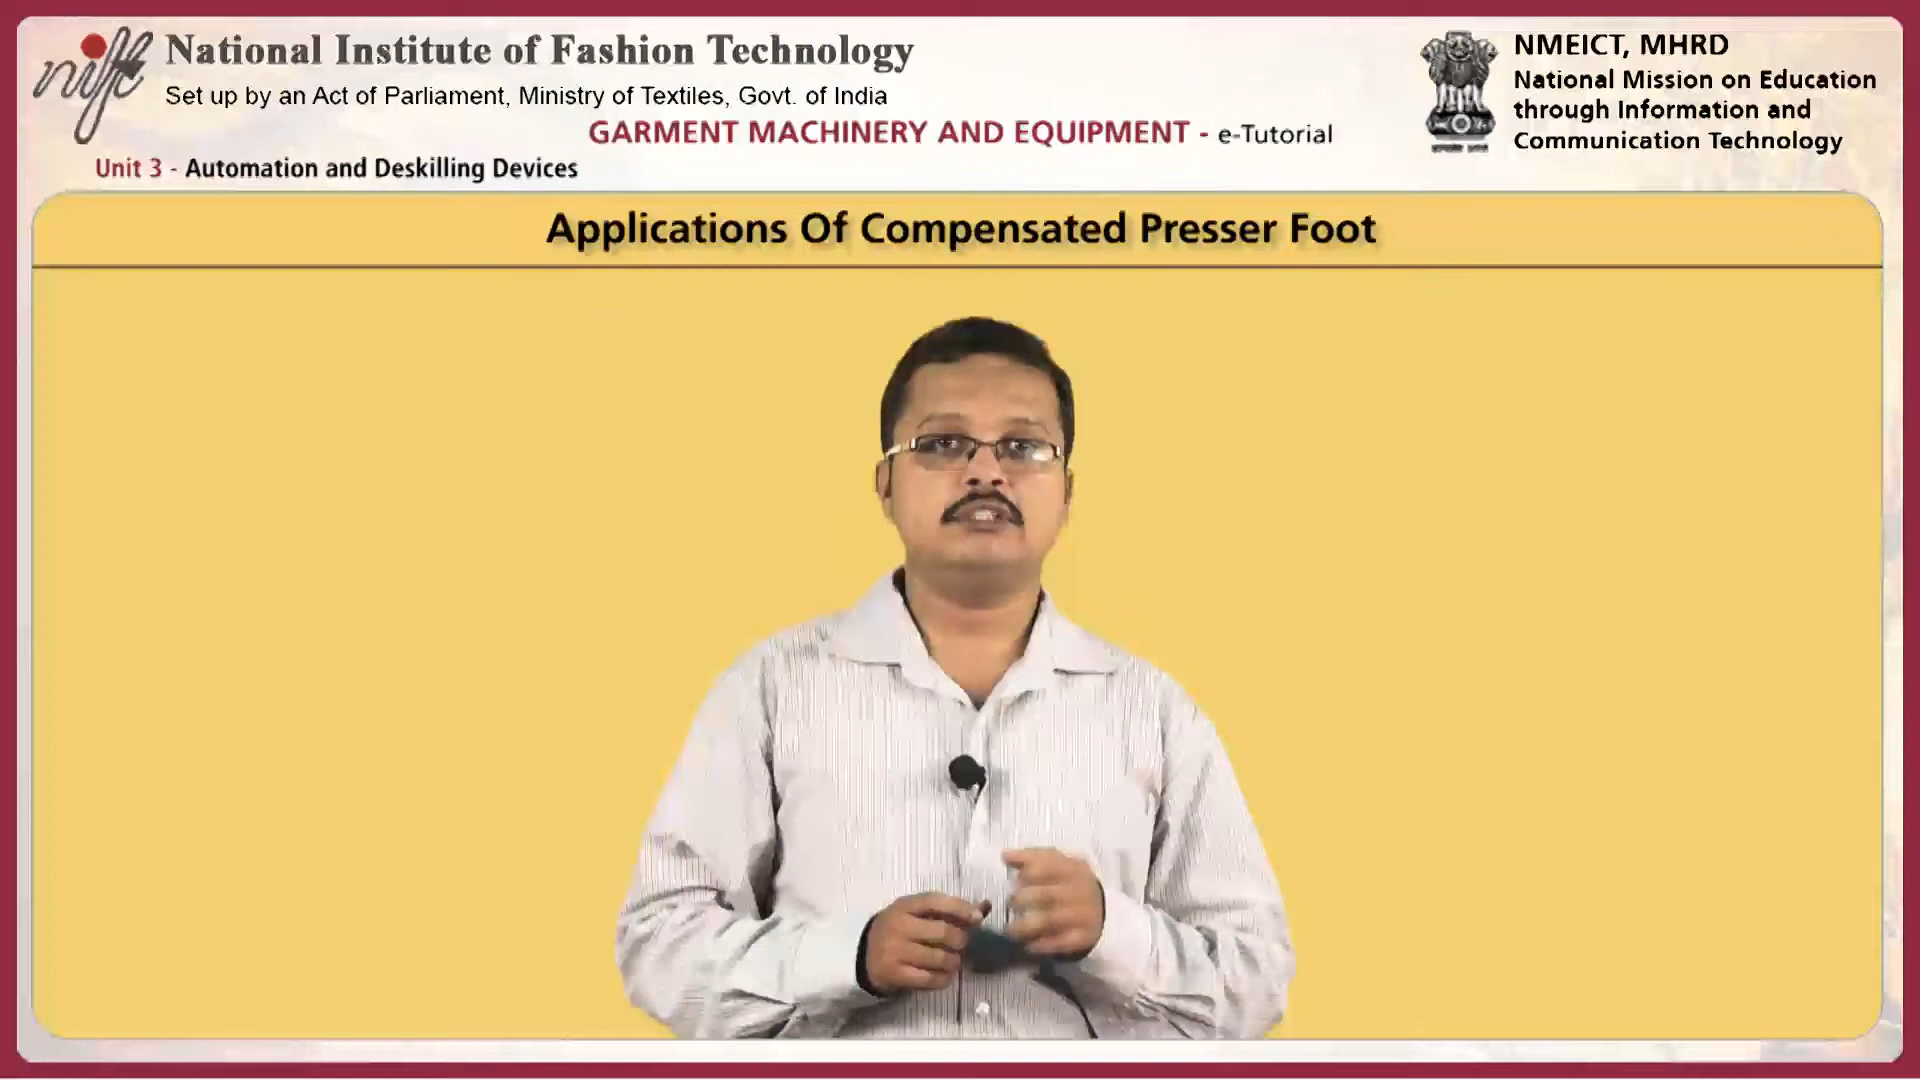 nift
National Institute of Fashion Technology
Set up by an Act of Parliament, Ministry of Textiles, Govt. of India
GARMENT MACHINERY AND EQUIPMENT - e-Tutorial
NMEICT, MHRD
National Mission on Education
through Information and
Communication Technology
Unit 3 - Automation and Deskilling Devices
Applications Of Compensated Presser Foot